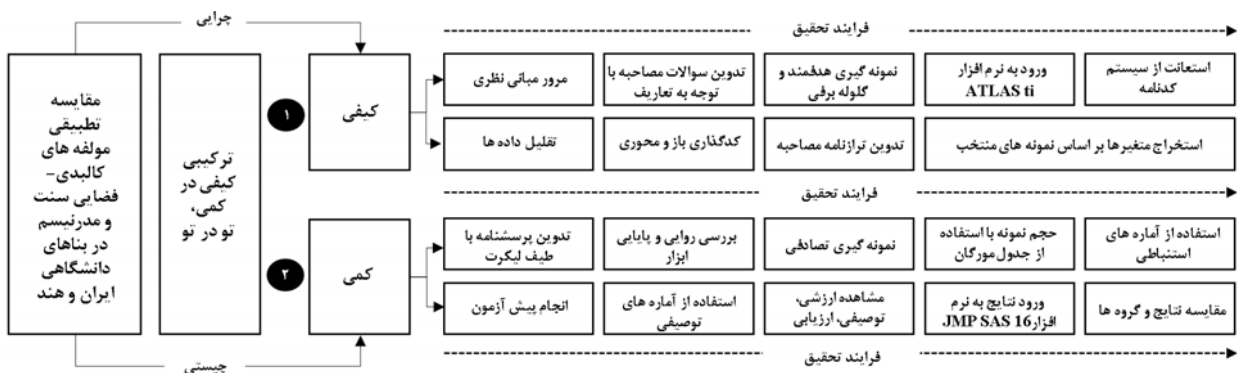 چرایی
فرایند تحقیق
مقایسه
تطبیقی
مولفه های
کالبدی-
فضایی سنت
و مدرنیسم
در بناهای
دانشگاهی
ایران و هند
ترکیبی
کیفی در
کمی،
تو در تو
۱
کیفی
مرور مبانی نظری
تدوین سوالات مصاحبه با
توجه به تعاریف
نمونه گیری هدفمند و
گلوله برفی
ورود به نرم افزار
ATLAS ti
استعانت از سیستم
کدنامه
تقلیل داده ها
کدگذاری باز و محوری
تدوین ترازنامه مصاحبه
استخراج متغیرها بر اساس نمونه های منتخب
فرایند تحقیق
۲
کمی
تدوین پرسشنامه با
طیف لیکرت
بررسی روایی و پایایی
ابزار
نمونه گیری تصادفی
حجم نمونه با استفاده
از جدول مورگان
استفاده از آماره های
استنباطی
انجام پیش آزمون
استفاده از آماره های
توصیفی
مشاهده ارزشی،
توصیفی، ارزیابی
ورود نتایج به نرم
افزار JMP SAS 16
مقایسه نتایج و گروه ها
فرایند تحقیق
چیستی